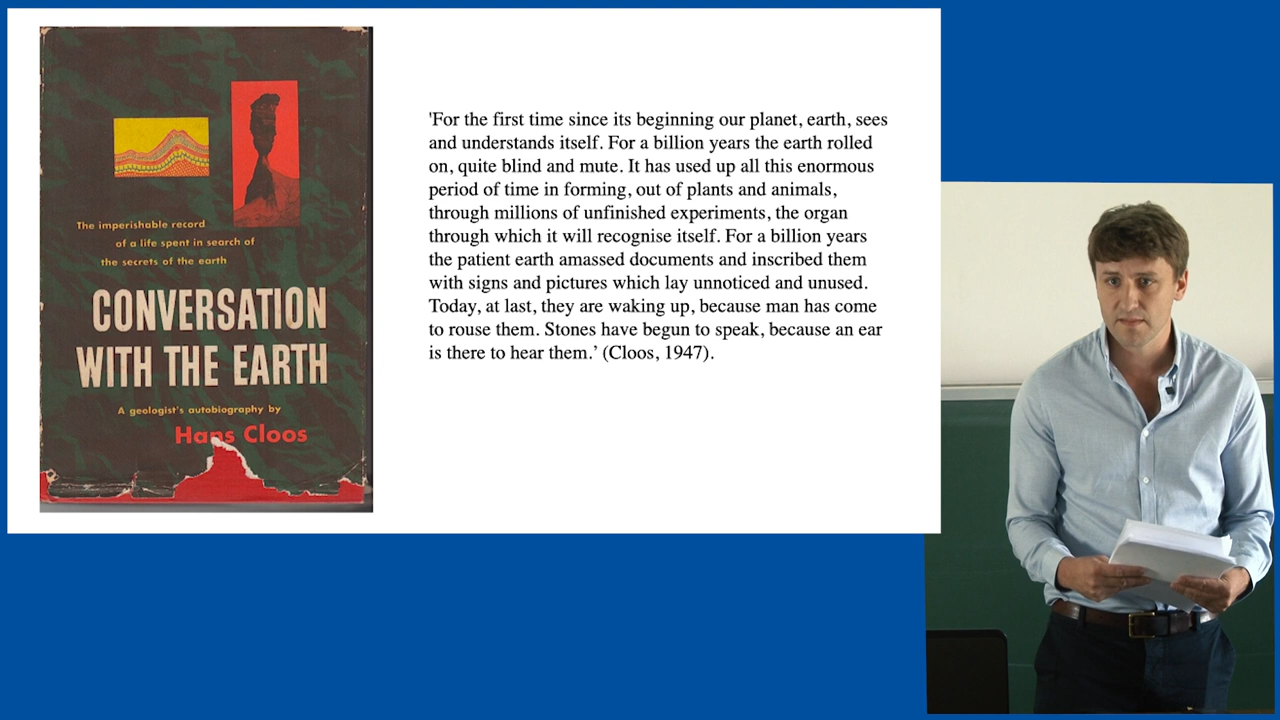 The imperishable record
of a life spent in search of
the secrets of the earth
CONVERSATION
WITH THE EARTH
A geologist's autobiography by
Hans Cloos
'For the first time since its beginning our planet, earth, sees
and understands itself. For a billion years the earth rolled
on, quite blind and mute. It has used up all this enormous
period of time in forming, out of plants and animals,
through millions of unfinished experiments, the organ
through which it will recognise itself. For a billion years
the patient earth amassed documents and inscribed them
with signs and pictures which lay unnoticed and unused.
Today, at last, they are waking up, because man has come
to rouse them. Stones have begun to speak, because an ear
is there to hear them.’ (Cloos, 1947).